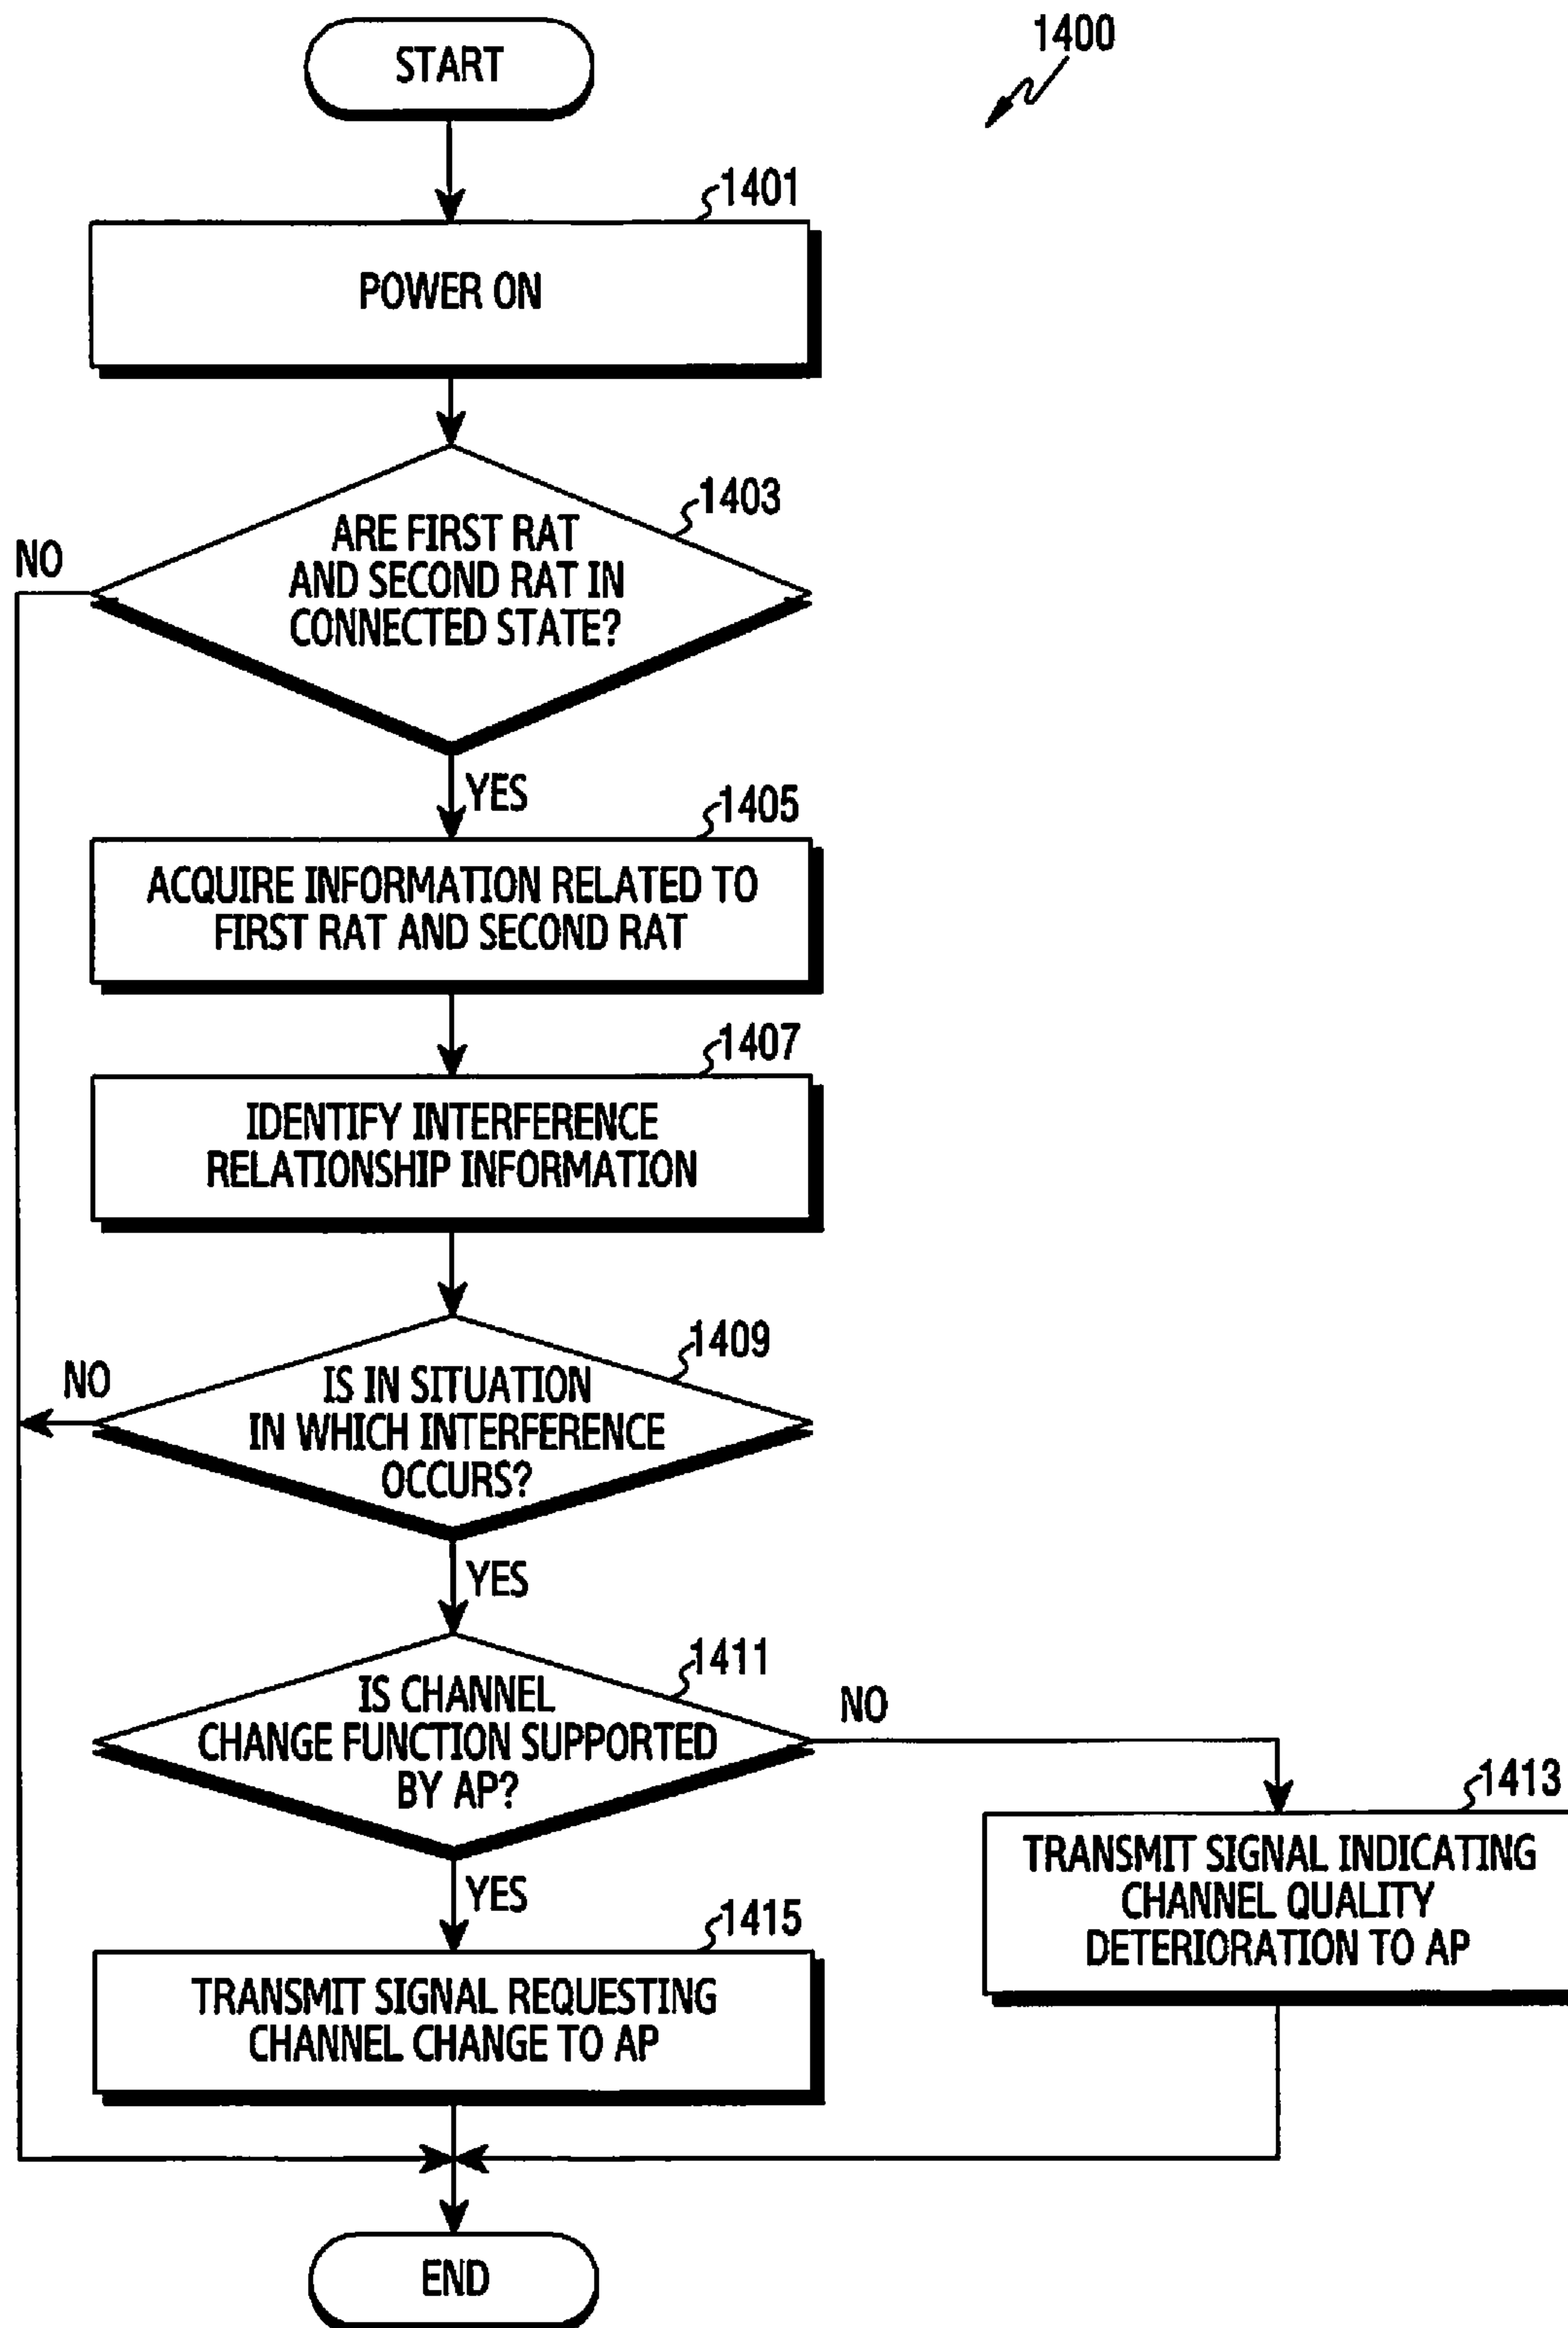 START
1400
1401
POWER ON
1403
ARE FIRST RAT
AND SECOND RAT IN
CONNECTED STATE?
NO
YES
1405
ACQUIRE INFORMATION RELATED TO
FIRST RAT AND SECOND RAT
1407
IDENTIFY INTERFERENCE
RELATIONSHIP INFORMATION
1409
NO
IS IN SITUATION
IN WHICH INTERFERENCE
OCCURS?
YES
1411
IS CHANNEL
CHANGE FUNCTION SUPPORTED
BY AP?
NO
1413
TRANSMIT SIGNAL INDICATING
CHANNEL QUALITY
DETERIORATION TO AP
YES
1415
TRANSMIT SIGNAL REQUESTING
CHANNEL CHANGE TO AP
END